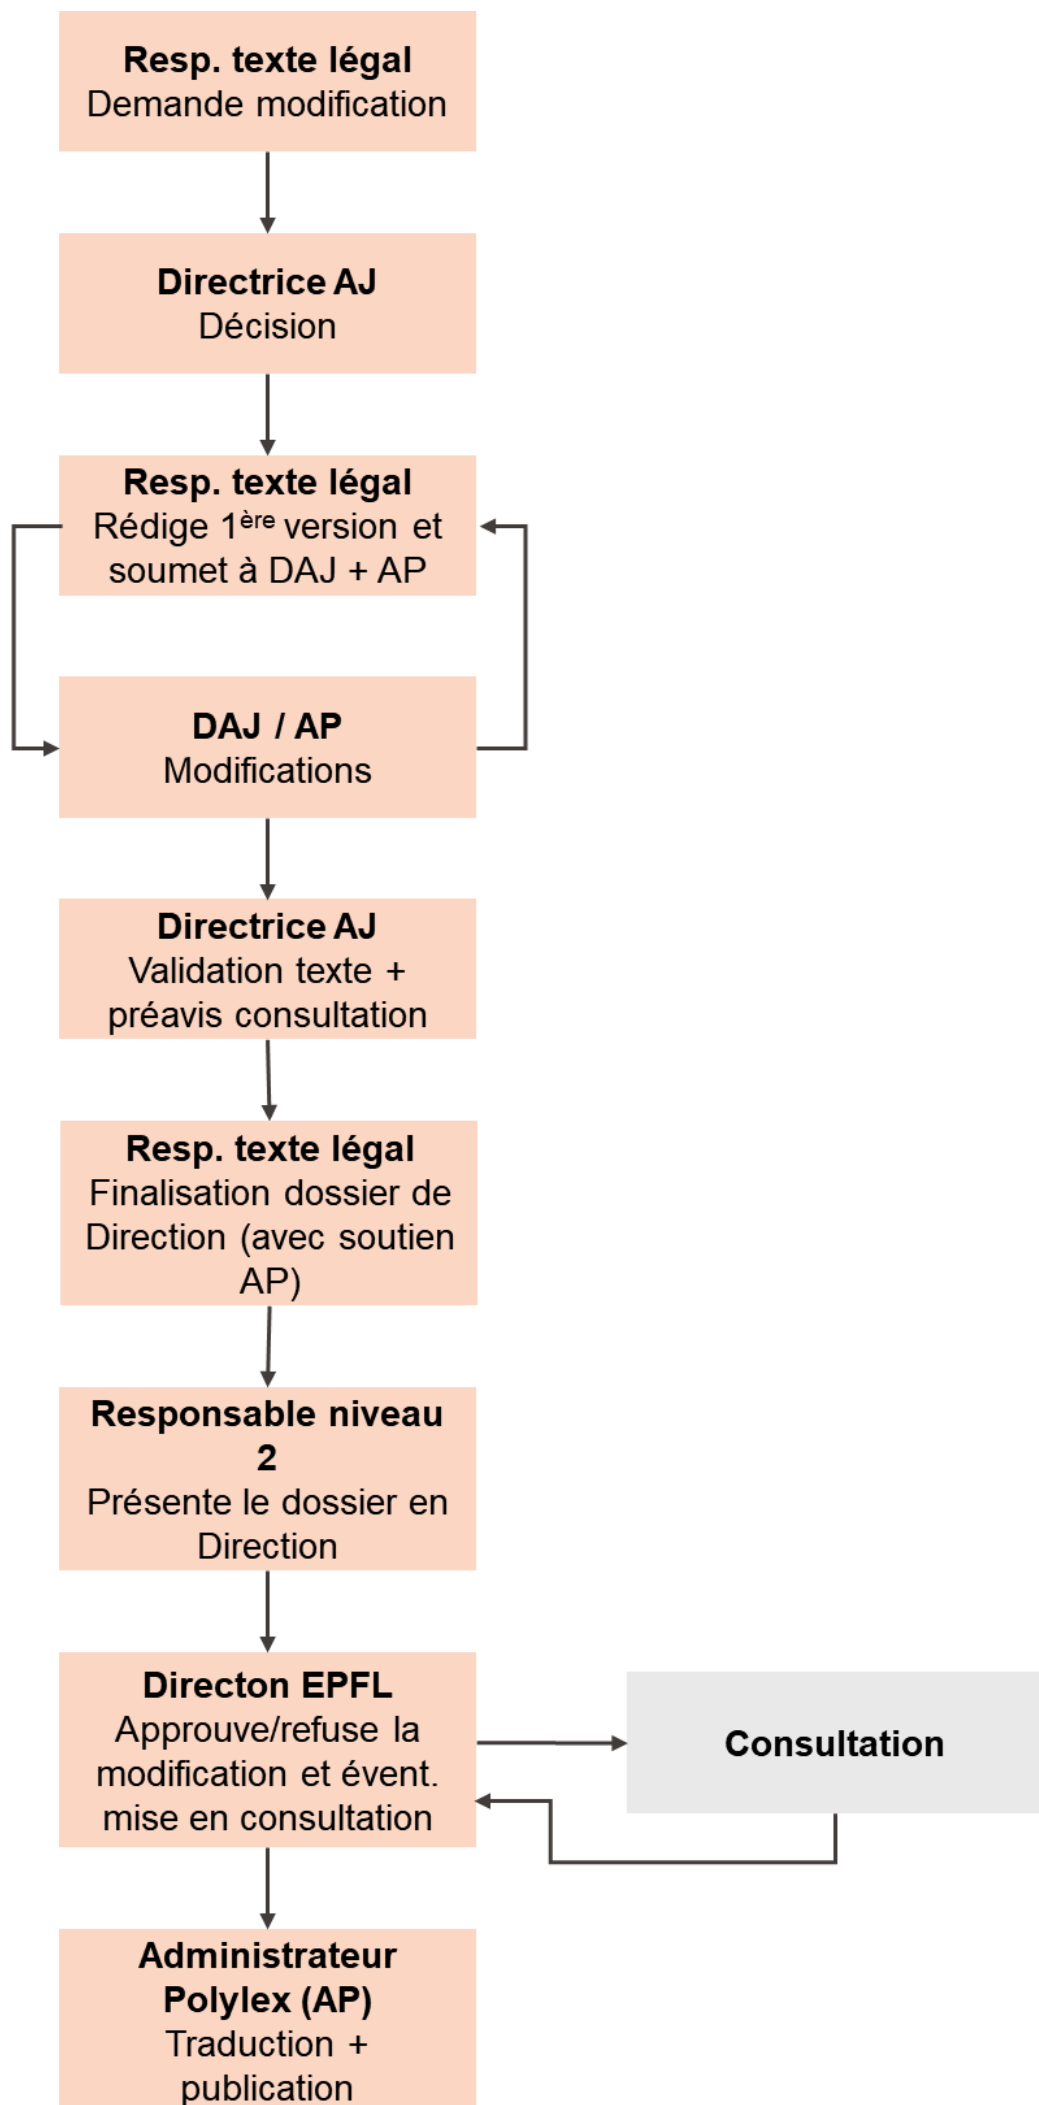 Resp. texte légal
Demande modification
Directrice AJ
Décision
Resp. texte légal
Rédige 1ère version et
soumet à DAJ + AP
DAJ / AP
Modifications
Directrice AJ
Validation texte +
préavis consultation
Resp. texte légal
Finalisation dossier de
Direction (avec soutien
AP)
Responsable niveau
2
Présente le dossier en
Direction
Directon EPFL
Approuve/refuse la
modification et évent.
mise en consultation
Consultation
Administrateur
Polylex (AP)
Traduction +
publication